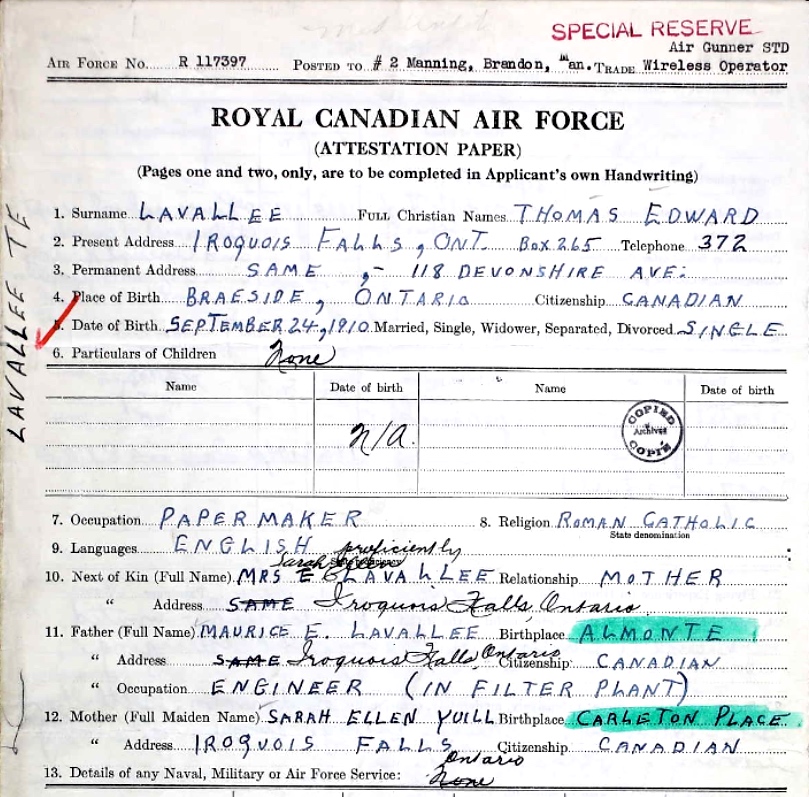 SPECIAL RESERVE
Air Gunner STD
AIR FORCE NO. R 117397 POSTED TO # 2 Manning, Brandon, Man. TRADE Wireless Operator
ROYAL CANADIAN AIR FORCE
(ATTESTATION PAPER)
(Pages one and two, only, are to be completed in Applicant's own Handwriting)
LAVALLEE TE
1. Surname LAVALLEE FULL Christian Names THOMAS EDWARD
2. Present Address IROQUOIS FALLS, ONT. Box 265 Telephone 372
3. Permanent Address SAME ,- 118 DEVONSHIRE AVE.
4. Place of Birth BRAESIDE, ONTARIO Citizenship CANADIAN
5. Date of Birth SEPTEMBER 24, 1910 Married, Single, Widower, Separated, Divorced SINGLE
6. Particulars of Children None
Name Date of birth Name Date of birth
N/A.
COPIED
Archives
COPIÉ
7. Occupation PAPER MAKER 8. Religion ROMAN CATHOLIC
State denomination
9. Languages ENGLISH proficiently
Sarah Ellen
10. Next of Kin (Full Name) MRS E LAVALLEE Relationship MOTHER
" Address SAME Iroquois Falls, Ontario
11. Father (Full Name) MAURICE E. LAVALLEE Birthplace ALMONTE
" Address SAME Iroquois Falls, Ontario Citizenship CANADIAN
" Occupation ENGINEER (IN FILTER PLANT)
12. Mother (Full Maiden Name) SARAH ELLEN YUILL Birthplace CARLETON PLACE
" Address IROQUOIS FALLS Ontario Citizenship CANADIAN
13. Details of any Naval, Military or Air Force Service: None